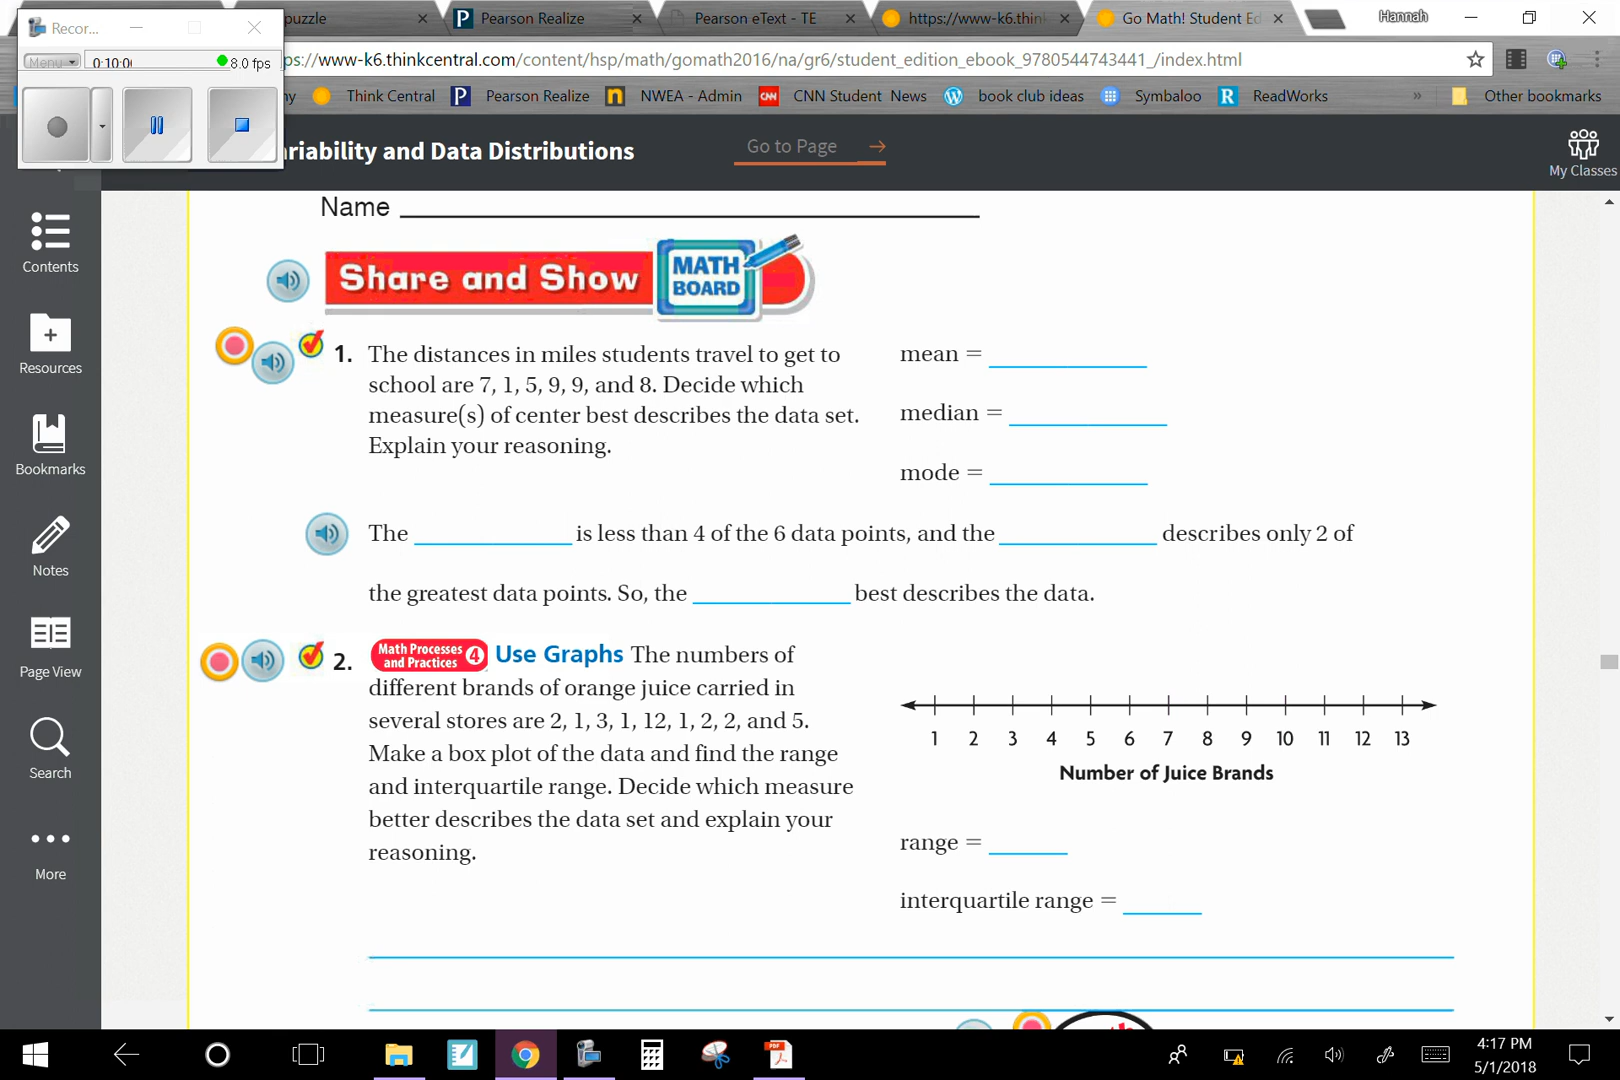 Recor...
puzzle
Pearson Realize
Pearson eText - TE
https://www-k6.thin
Go Math! Student Ed
Hannah
Menu
0:10:0
8.0 fps
ps://www-k6.thinkcentral.com/content/hsp/math/gomath2016/na/gr6/student_edition_ebook_9780544743441_/index.html
ny
Think Central
Pearson Realize
NWEA - Admin
CNN Student News
book club ideas
Symbaloo
ReadWorks
»
Other bookmarks
riability and Data Distributions
Go to Page
My Classes
Contents
Resources
Bookmarks
Notes
Page View
Search
More
Name
Share and Show
MATH
BOARD
1. The distances in miles students travel to get to
school are 7, 1, 5, 9, 9, and 8. Decide which
measure(s) of center best describes the data set.
Explain your reasoning.
mean =
median =
mode =
The ____ is less than 4 of the 6 data points, and the ____ describes only 2 of
the greatest data points. So, the ____ best describes the data.
2. Math Processes and Practices 4 Use Graphs The numbers of
different brands of orange juice carried in
several stores are 2, 1, 3, 1, 12, 1, 2, 2, and 5.
Make a box plot of the data and find the range
and interquartile range. Decide which measure
better describes the data set and explain your
reasoning.
1 2 3 4 5 6 7 8 9 10 11 12 13
Number of Juice Brands
range =
interquartile range =
4:17 PM
5/1/2018